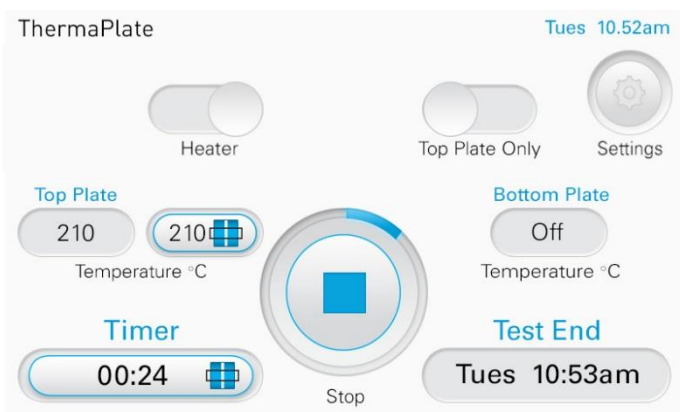 ThermaPlate
Tues 10.52am
Heater
Top Plate Only
Settings
Top Plate
210
210
Temperature °C
Bottom Plate
Off
Temperature °C
Timer
00:24
Stop
Test End
Tues 10:53am